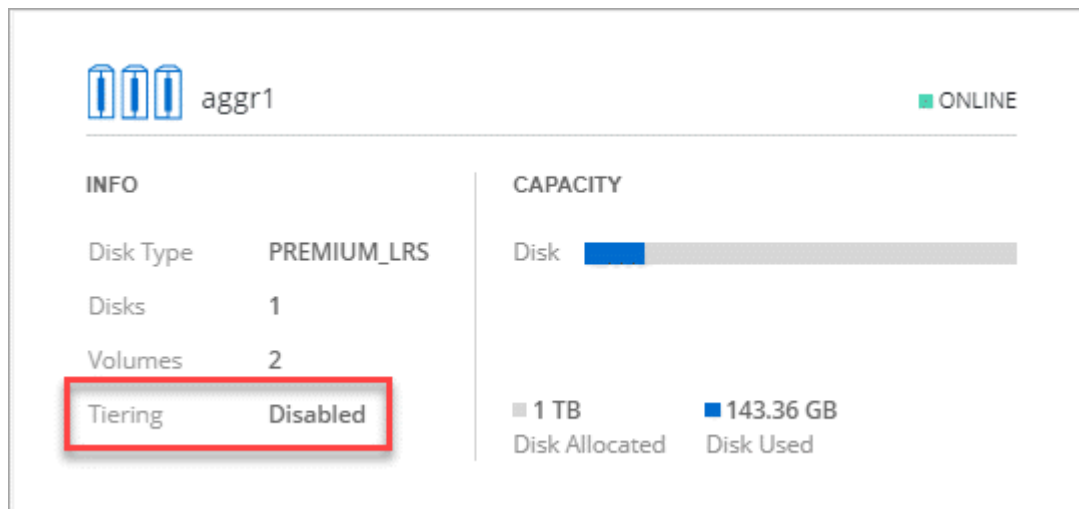 aggr1
ONLINE
INFO
Disk Type PREMIUM_LRS
Disks 1
Volumes 2
Tiering Disabled
CAPACITY
Disk
1 TB
Disk Allocated
143.36 GB
Disk Used